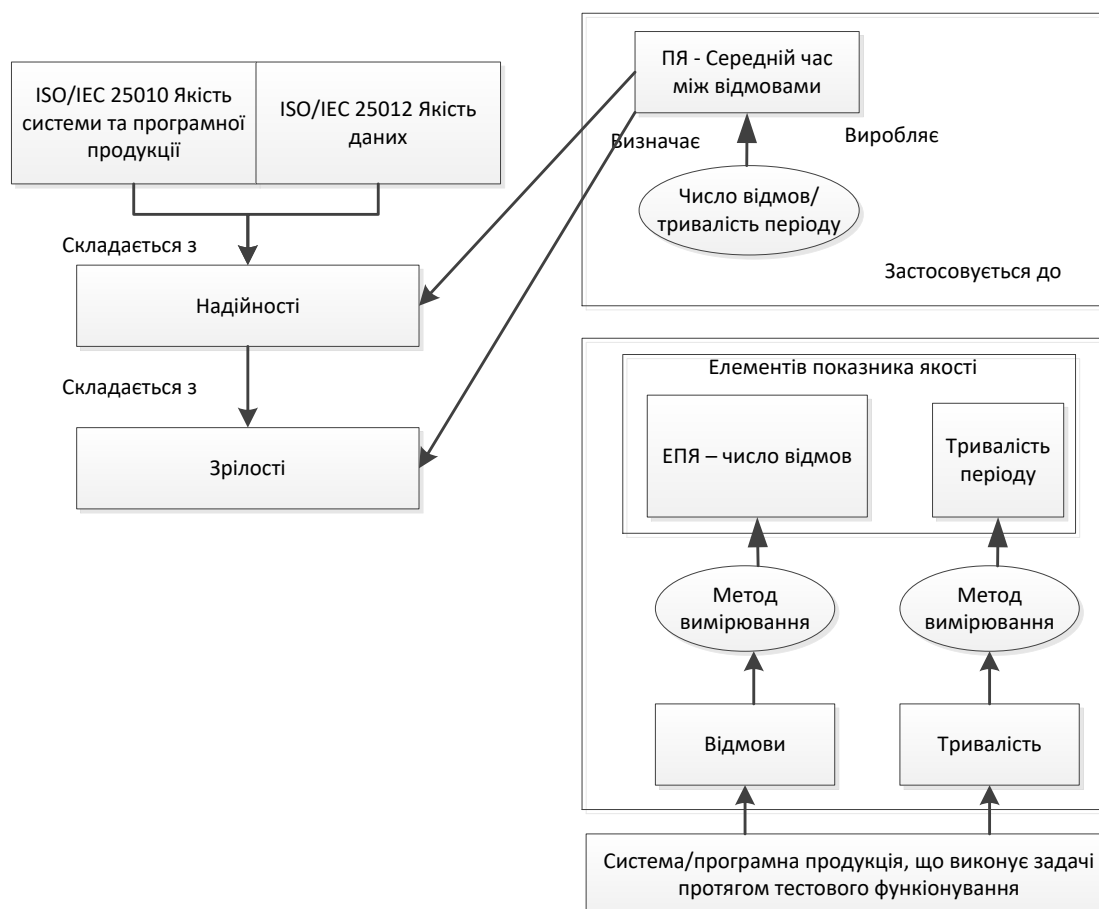 ISO/IEC 25010 Якість
системи та програмної
продукції
ISO/IEC 25012 Якість
даних
Складається з
Надійності
Складається з
Зрілості
ПЯ - Середній час
між відмовами
Визначає
Виробляє
Число відмов/
тривалість періоду
Застосовується до
Елементів показника якості
ЕПЯ – число відмов
Тривалість
періоду
Метод
вимірювання
Метод
вимірювання
Відмови
Тривалість
Система/програмна продукція, що виконує задачі
протягом тестового функіонування